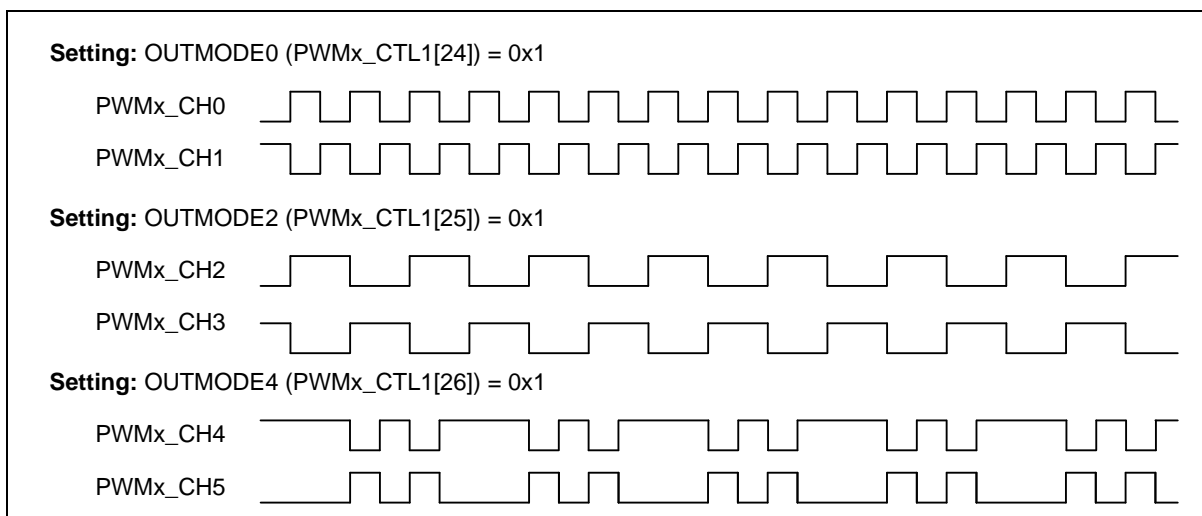 Setting: OUTMODE0 (PWMx_CTL1[24]) = 0x1
PWMx_CH0
PWMx_CH1
Setting: OUTMODE2 (PWMx_CTL1[25]) = 0x1
PWMx_CH2
PWMx_CH3
Setting: OUTMODE4 (PWMx_CTL1[26]) = 0x1
PWMx_CH4
PWMx_CH5